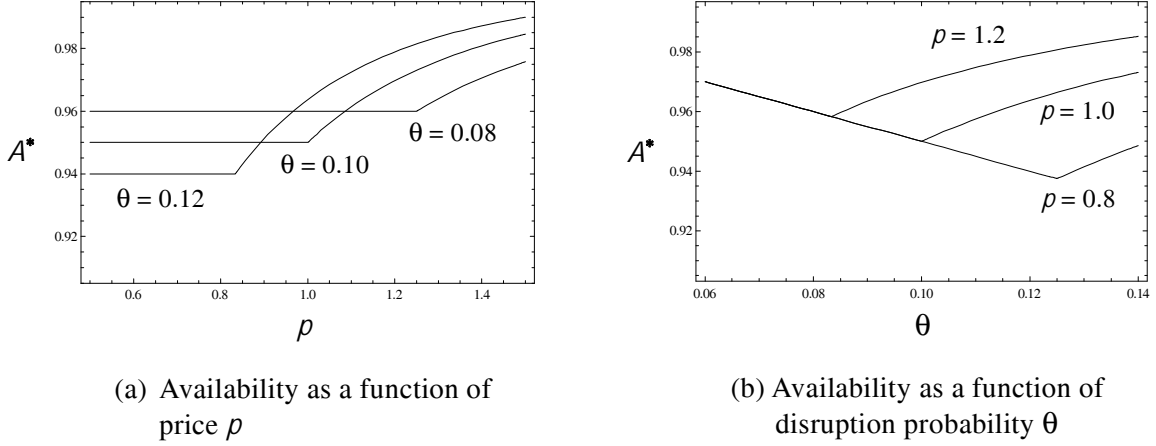 0.98
0.96
0.94
0.92
A*
θ = 0.08
θ = 0.10
θ = 0.12
0.6 0.8 1.0 1.2 1.4
p
(a) Availability as a function of
price p
0.98
0.96
0.94
0.92
A*
p = 1.2
p = 1.0
p = 0.8
0.06 0.08 0.10 0.12 0.14
θ
(b) Availability as a function of
disruption probability θ